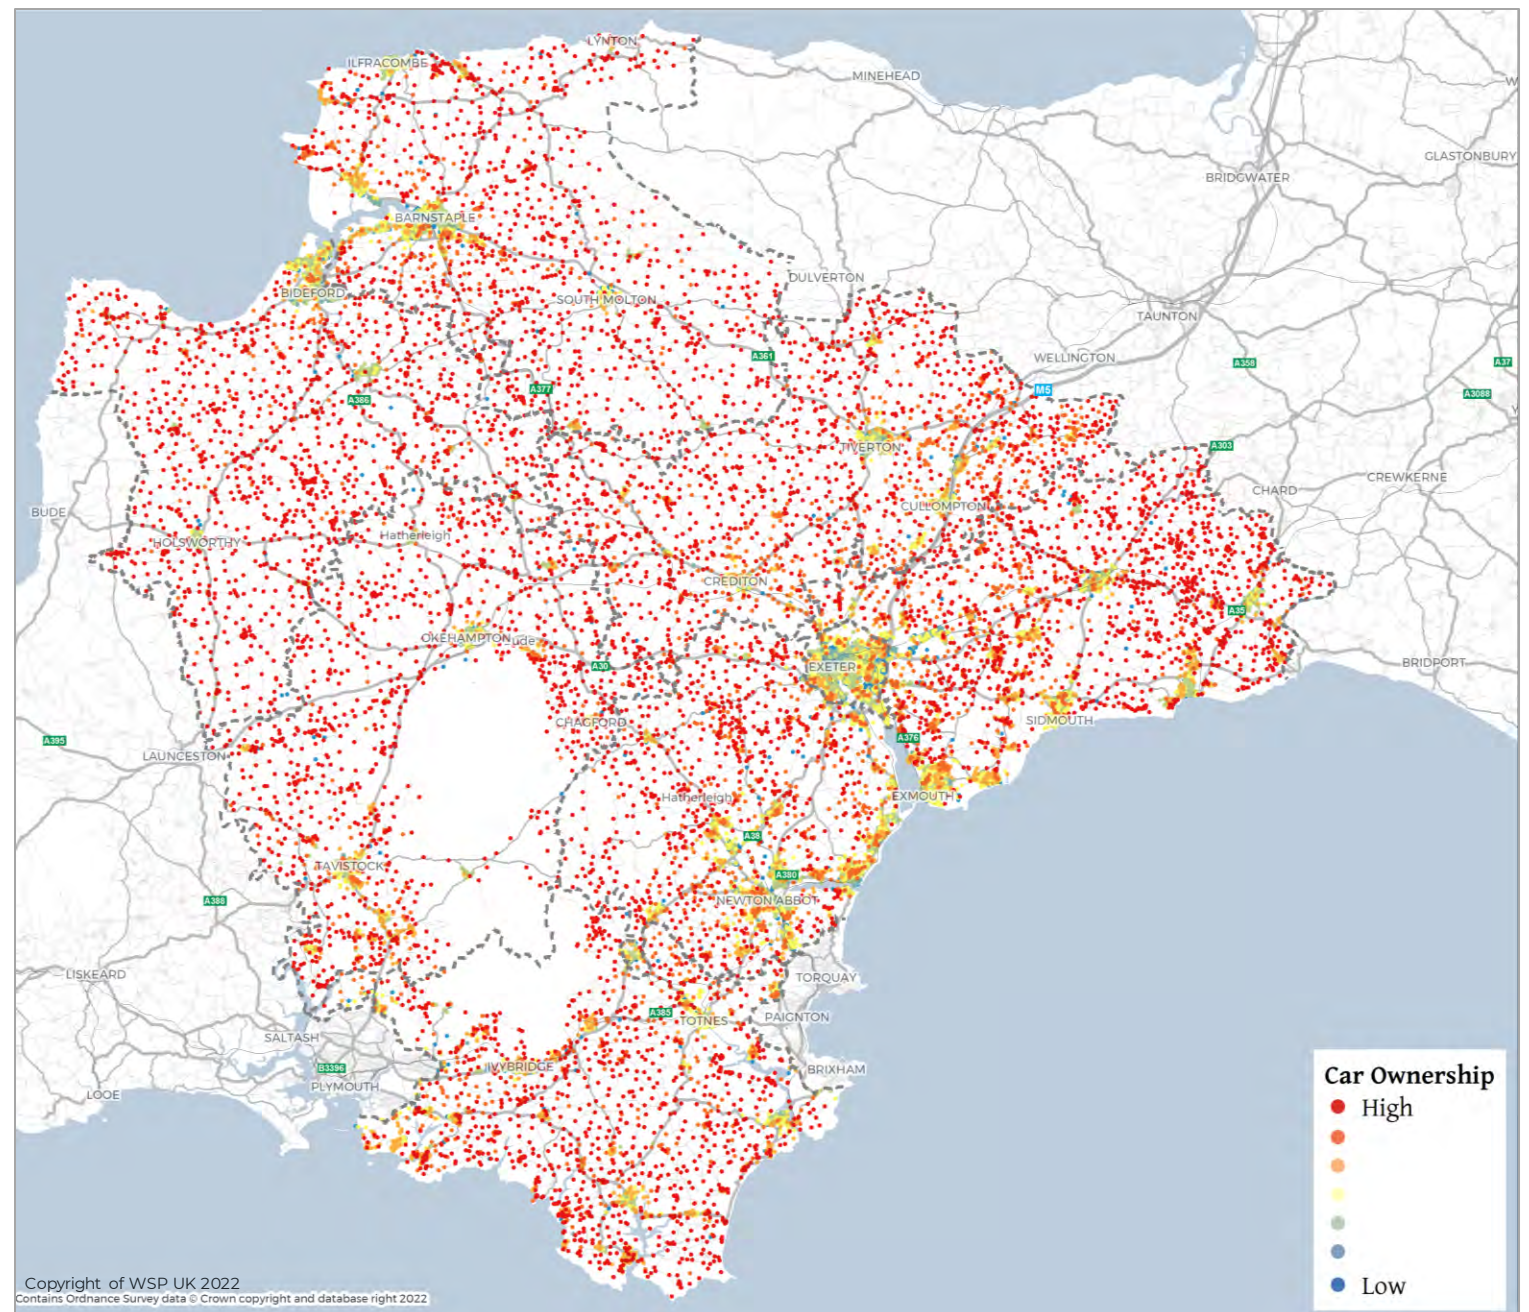 LYNTON
ILFRACOMBE
MINEHEAD
GLASTONBURY
BRIDGWATER
BARNSTAPLE
DULVERTON
BIDEFORD
SOUTH MOLTON
TAUNTON
WELLINGTON
A361
A358
A37
A377
M5
A3088
A386
TIVERTON
A303
CREWKERNE
CHARD
CULLOMPTON
BUDE
HOLSWORTHY
Hatherleigh
CREDITON
A35
OKEHAMPTON
ude
A30
EXETER
BRIDPORT
CHAGFORD
SIDMOUTH
A395
A376
LAUNCESTON
Hatherleigh
EXMOUTH
A38
TAVISTOCK
A380
A388
NEWTON ABBOT
LISKEARD
TORQUAY
A385
TOTNES
PAIGNTON
SALTASH
IVYBRIDGE
B3396
BRIXHAM
PLYMOUTH
LOOE
Car Ownership
High
Low
Copyright of WSP UK 2022
Contains Ordnance Survey data © Crown copyright and database right 2022